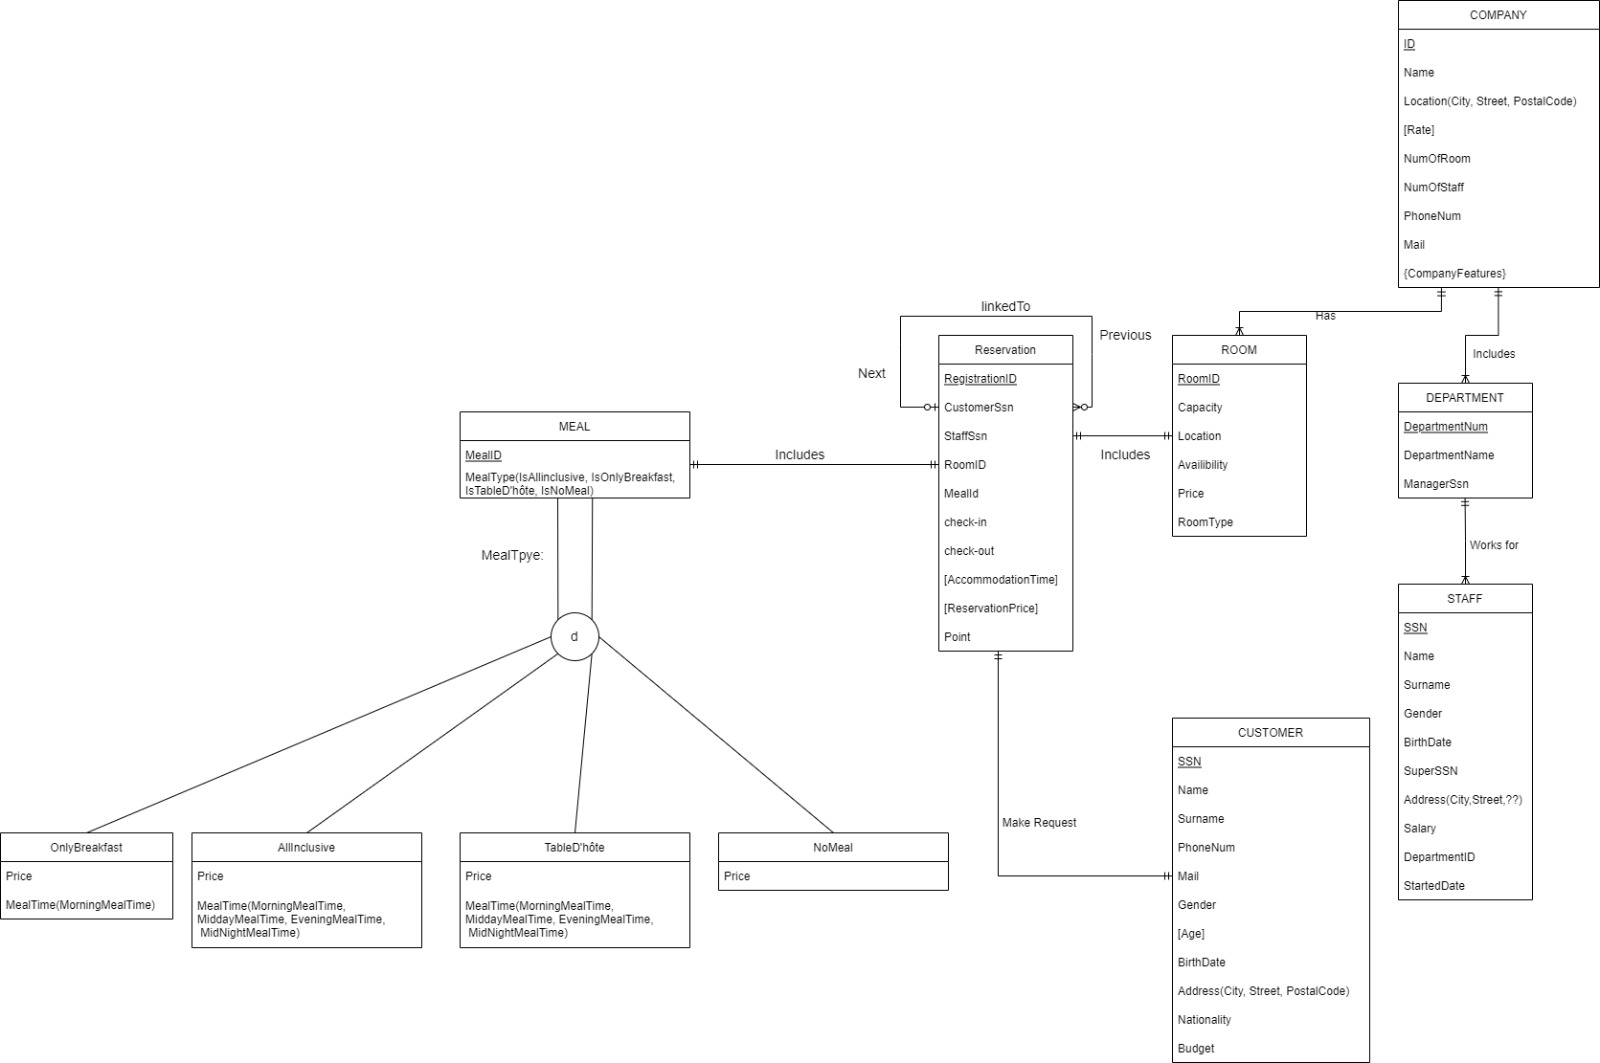 COMPANY
ID
Name
Location(City, Street, PostalCode)
[Rate]
NumOfRoom
NumOfStaff
PhoneNum
Mail
{CompanyFeatures}
Has
Includes
linkedTo
Previous
Next
Reservation
RegistrationID
CustomerSsn
StaffSsn
RoomID
MealId
check-in
check-out
[AccommodationTime]
[ReservationPrice]
Point
Includes
ROOM
RoomID
Capacity
Location
Availibility
Price
RoomType
DEPARTMENT
DepartmentNum
DepartmentName
ManagerSsn
Works for
MEAL
MealID
MealType(IsAllinclusive, IsOnlyBreakfast,
IsTableD'hôte, IsNoMeal)
Includes
MealTpye:
d
STAFF
SSN
Name
Surname
Gender
BirthDate
SuperSSN
Address(City,Street,??)
Salary
DepartmentID
StartedDate
Make Request
CUSTOMER
SSN
Name
Surname
PhoneNum
Mail
Gender
[Age]
BirthDate
Address(City, Street, PostalCode)
Nationality
Budget
OnlyBreakfast
Price
MealTime(MorningMealTime)
AllInclusive
Price
MealTime(MorningMealTime,
MiddayMealTime, EveningMealTime,
MidNightMealTime)
TableD'hôte
Price
MealTime(MorningMealTime,
MiddayMealTime, EveningMealTime,
MidNightMealTime)
NoMeal
Price